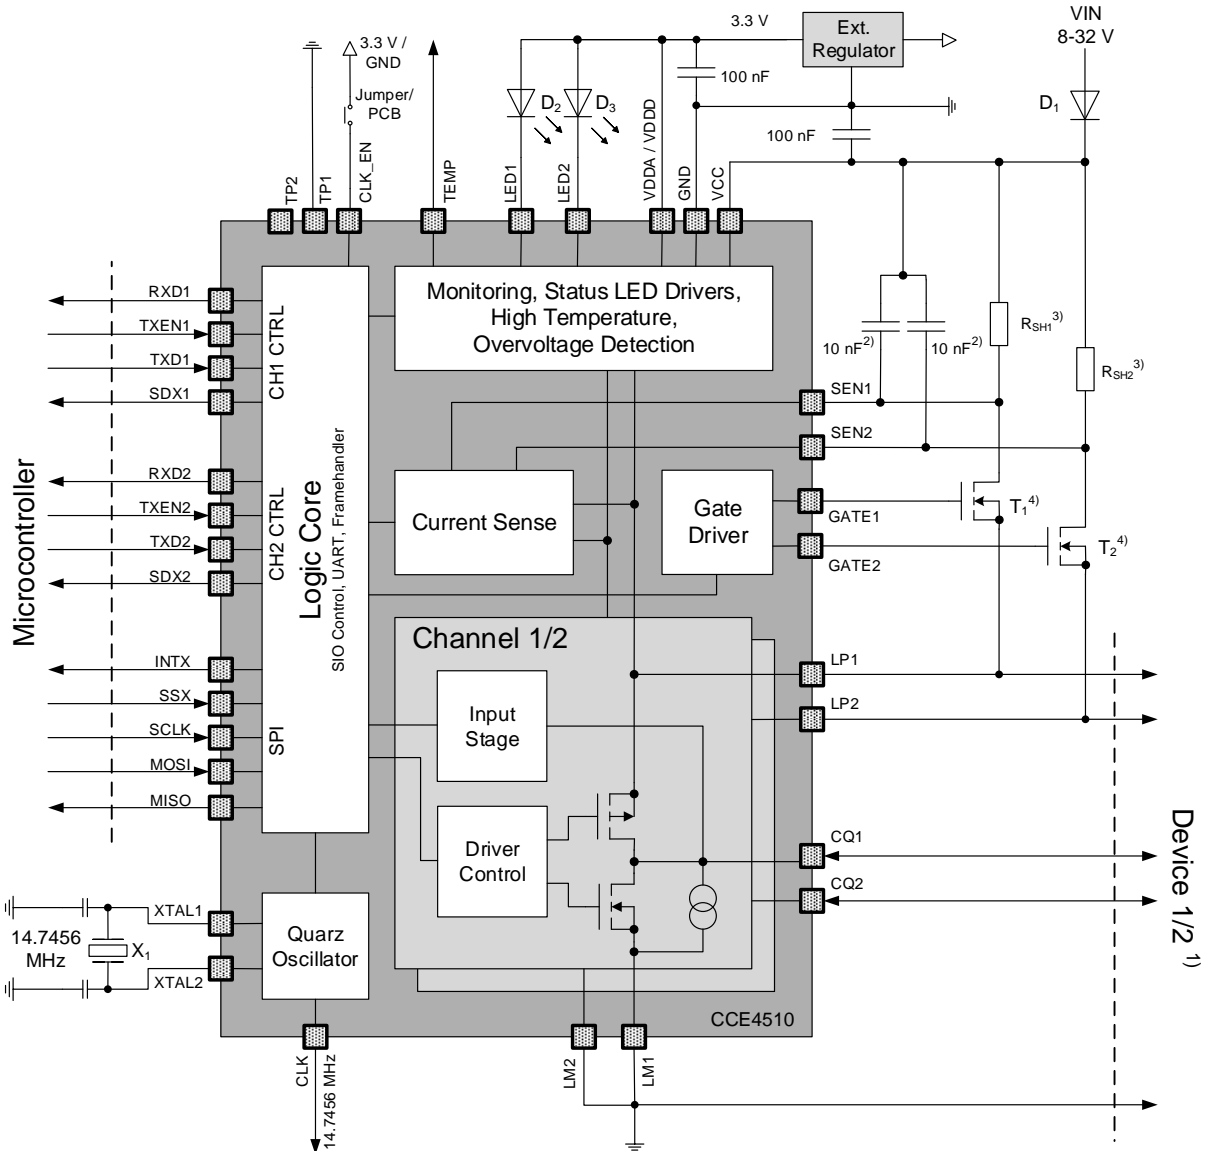 VIN
8-32 V
3.3 V
Ext.
Regulator
3.3 V /
GND
Jumper/
PCB
100 nF
D₂
D₃
D₁
100 nF
TP2
TP1
CLK_EN
TEMP
LED1
LED2
VDDA / VDDD
GND
VCC
Monitoring, Status LED Drivers,
High Temperature,
Overvoltage Detection
RXD1
TXEN1
TXD1
SDX1
CH1 CTRL
10 nF²⁾
10 nF²⁾
R_SH1³⁾
R_SH2³⁾
SEN1
SEN2
Microcontroller
RXD2
TXEN2
TXD2
SDX2
CH2 CTRL
Logic Core
SIO Control, UART, Framehandler
Current Sense
Gate
Driver
GATE1
GATE2
T₁⁴⁾
T₂⁴⁾
Channel 1/2
INTX
SSX
SCLK
MOSI
MISO
SPI
Input
Stage
LP1
LP2
Driver
Control
CQ1
CQ2
Device 1/2¹⁾
XTAL1
XTAL2
14.7456
MHz
X₁
Quarz
Oscillator
CCE4510
CLK
14.7456 MHz
LM2
LM1